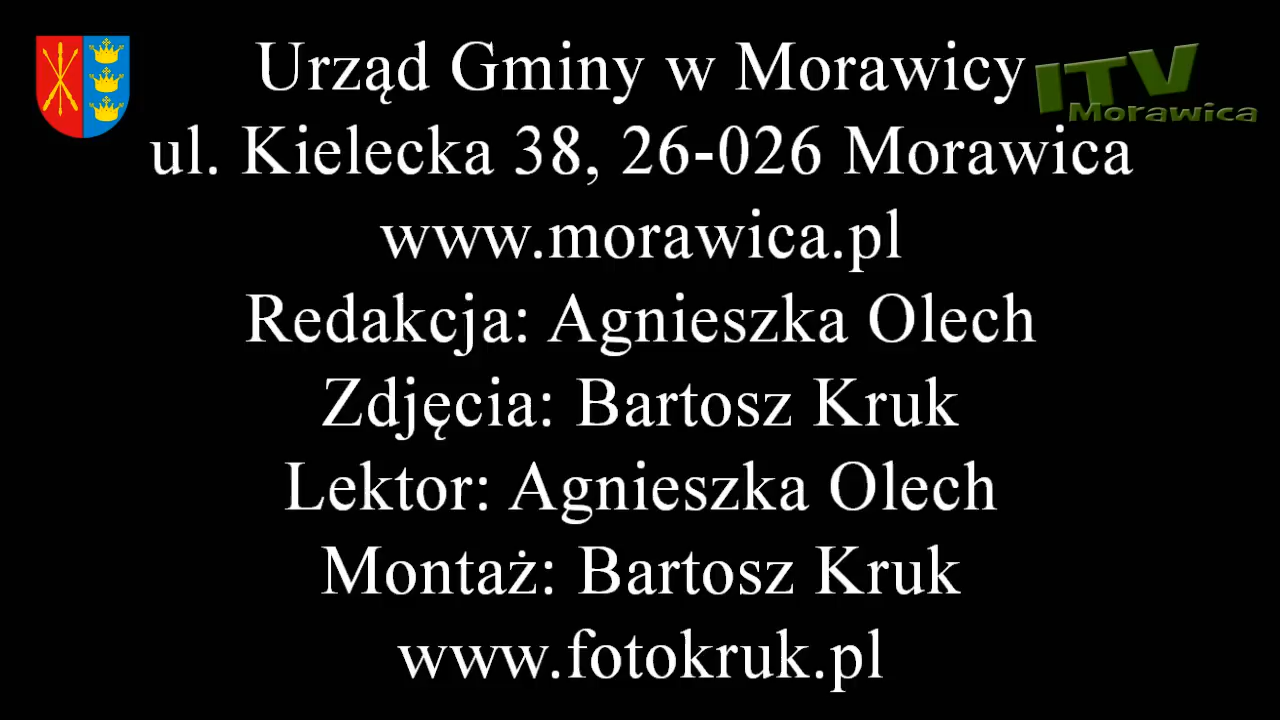 Urząd Gminy w Morawicy
ITV
Morawica
ul. Kielecka 38, 26-026 Morawica
www.morawica.pl
Redakcja: Agnieszka Olech
Zdjęcia: Bartosz Kruk
Lektor: Agnieszka Olech
Montaż: Bartosz Kruk
www.fotokruk.pl